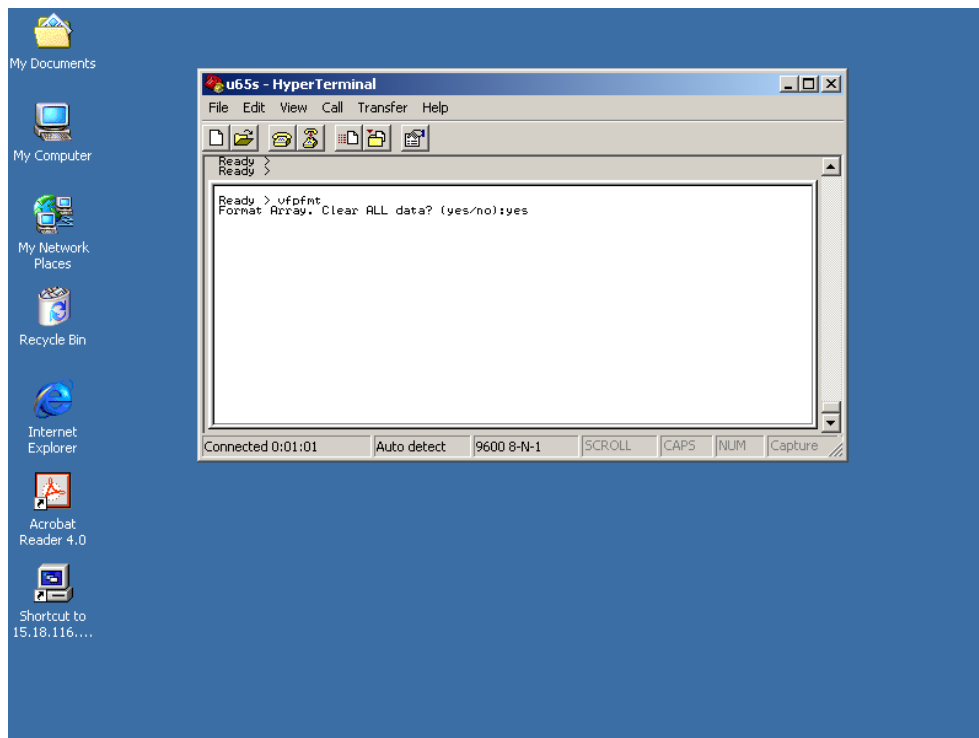 My Documents
My Computer
My Network
Places
Recycle Bin
Internet
Explorer
Acrobat
Reader 4.0
Shortcut to
15.18.116....
u65s - HyperTerminal
File Edit View Call Transfer Help
Ready >
Ready >
Ready > vfpfmt
Format Array. Clear ALL data? (yes/no):yes
Connected 0:01:01 Auto detect 9600 8-N-1 SCROLL CAPS NUM Capture